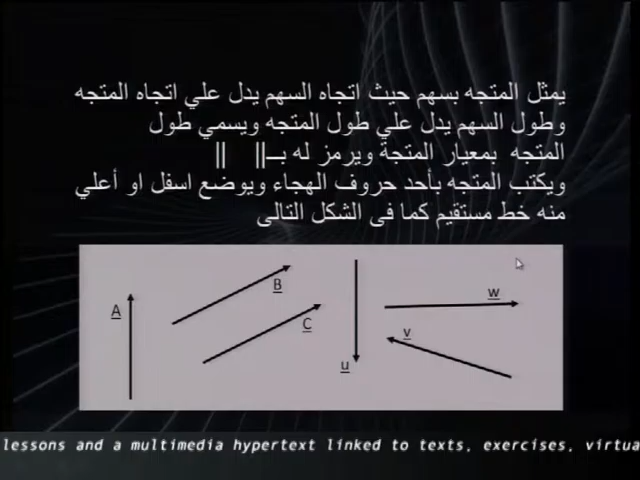 يمثل المتجه بسهم حيث اتجاه السهم يدل علي اتجاه المتجه
وطول السهم يدل علي طول المتجه ويسمي طول
المتجه بمعيار المتجة ويرمز له بــ|| ||
ويكتب المتجه بأحد حروف الهجاء ويوضع اسفل او أعلي
منه خط مستقيم كما فى الشكل التالى
A
B
C
u
w
v
lessons and a multimedia hypertext linked to texts, exercises, virtua